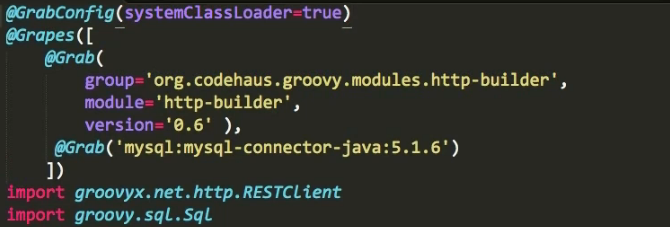 @GrabConfig(systemClassLoader=true)
@Grapes([
@Grab(
group='org.codehaus.groovy.modules.http-builder',
module='http-builder',
version='0.6' ),
@Grab('mysql:mysql-connector-java:5.1.6')
])
import groovyx.net.http.RESTClient
import groovy.sql.Sql